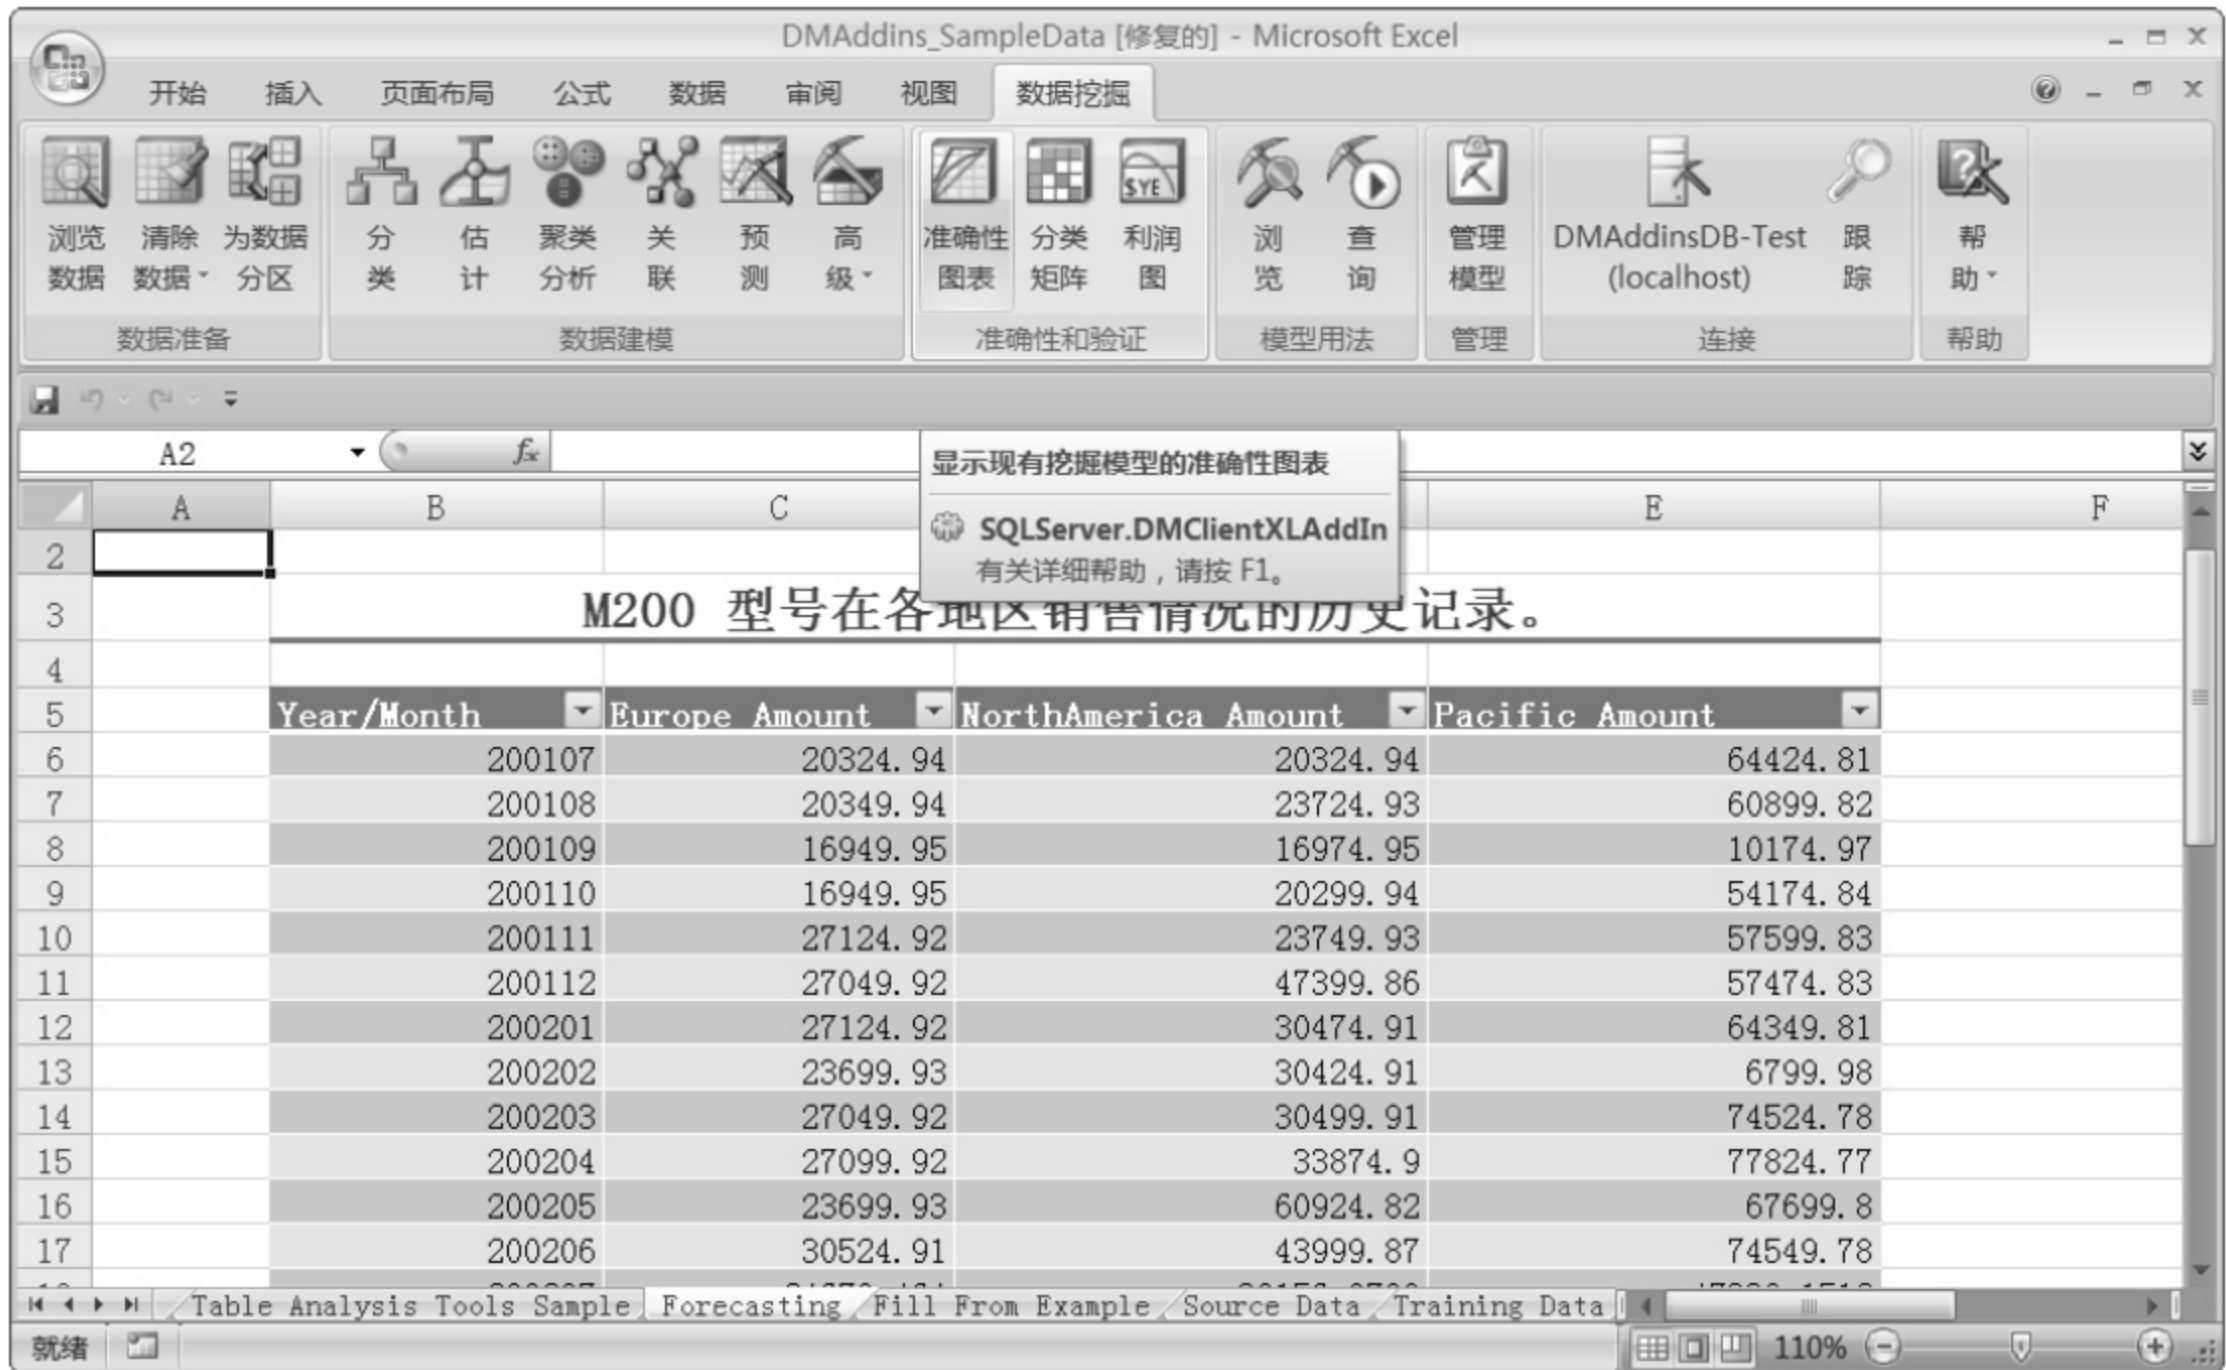 DMAddins_SampleData [修复的] - Microsoft Excel
开始 插入 页面布局 公式 数据 审阅 视图 数据挖掘
浏览 清除 为数据 分 估 聚类 关 预 高 准确性 分类 利润 浏 查 管理 DMAddinsDB-Test 跟 帮
数据 数据 分区 类 计 分析 联 测 级 图表 矩阵 图 览 询 模型 (localhost) 踪 助
数据准备 数据建模 准确性和验证 模型用法 管理 连接 帮助
A2 fx
显示现有挖掘模型的准确性图表
SQLServer.DMClientXLAddIn
有关详细帮助，请按 F1。
A B C E F
2
3 M200 型号在各地区销售情况的历史记录。
4
5 Year/Month Europe Amount NorthAmerica Amount Pacific Amount
6 200107 20324.94 20324.94 64424.81
7 200108 20349.94 23724.93 60899.82
8 200109 16949.95 16974.95 10174.97
9 200110 16949.95 20299.94 54174.84
10 200111 27124.92 23749.93 57599.83
11 200112 27049.92 47399.86 57474.83
12 200201 27124.92 30474.91 64349.81
13 200202 23699.93 30424.91 6799.98
14 200203 27049.92 30499.91 74524.78
15 200204 27099.92 33874.9 77824.77
16 200205 23699.93 60924.82 67699.8
17 200206 30524.91 43999.87 74549.78
Table Analysis Tools Sample Forecasting Fill From Example Source Data Training Data
就绪 110%